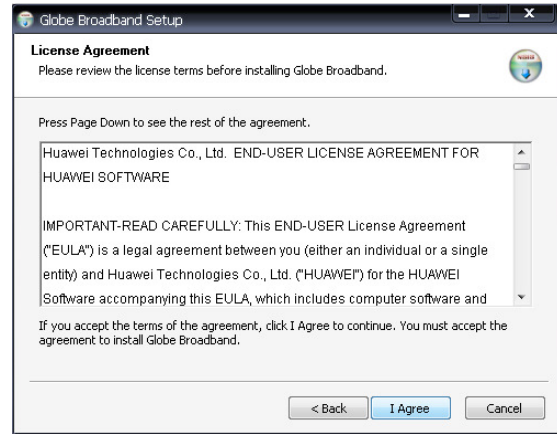 Globe Broadband Setup
License Agreement
Please review the license terms before installing Globe Broadband.
Press Page Down to see the rest of the agreement.
Huawei Technologies Co., Ltd. END-USER LICENSE AGREEMENT FOR
HUAWEI SOFTWARE
IMPORTANT-READ CAREFULLY: This END-USER License Agreement
("EULA") is a legal agreement between you (either an individual or a single
entity) and Huawei Technologies Co., Ltd. ("HUAWEI") for the HUAWEI
Software accompanying this EULA, which includes computer software and
If you accept the terms of the agreement, click I Agree to continue. You must accept the
agreement to install Globe Broadband.
< Back
I Agree
Cancel